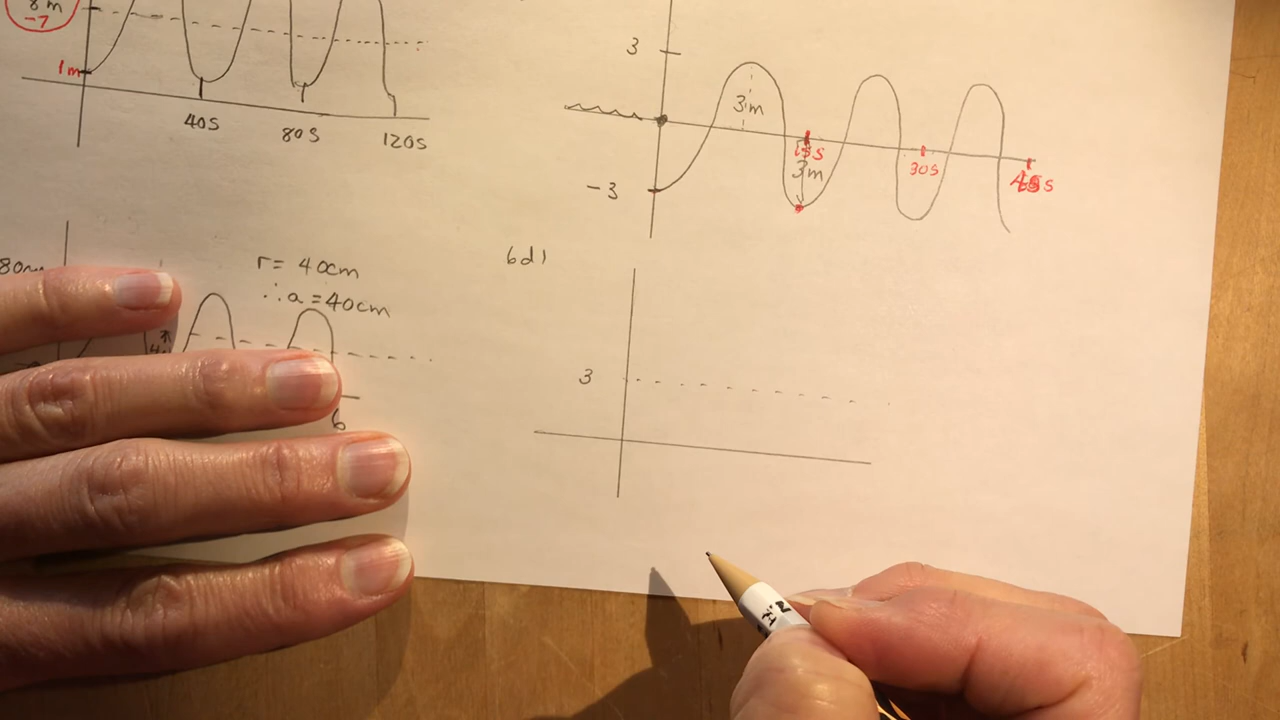 8m
-7
1m
40s
80s
120s
3
3m
15s
30s
45s
3m
-3
r= 40cm
∴a=40cm
6
6d)
3